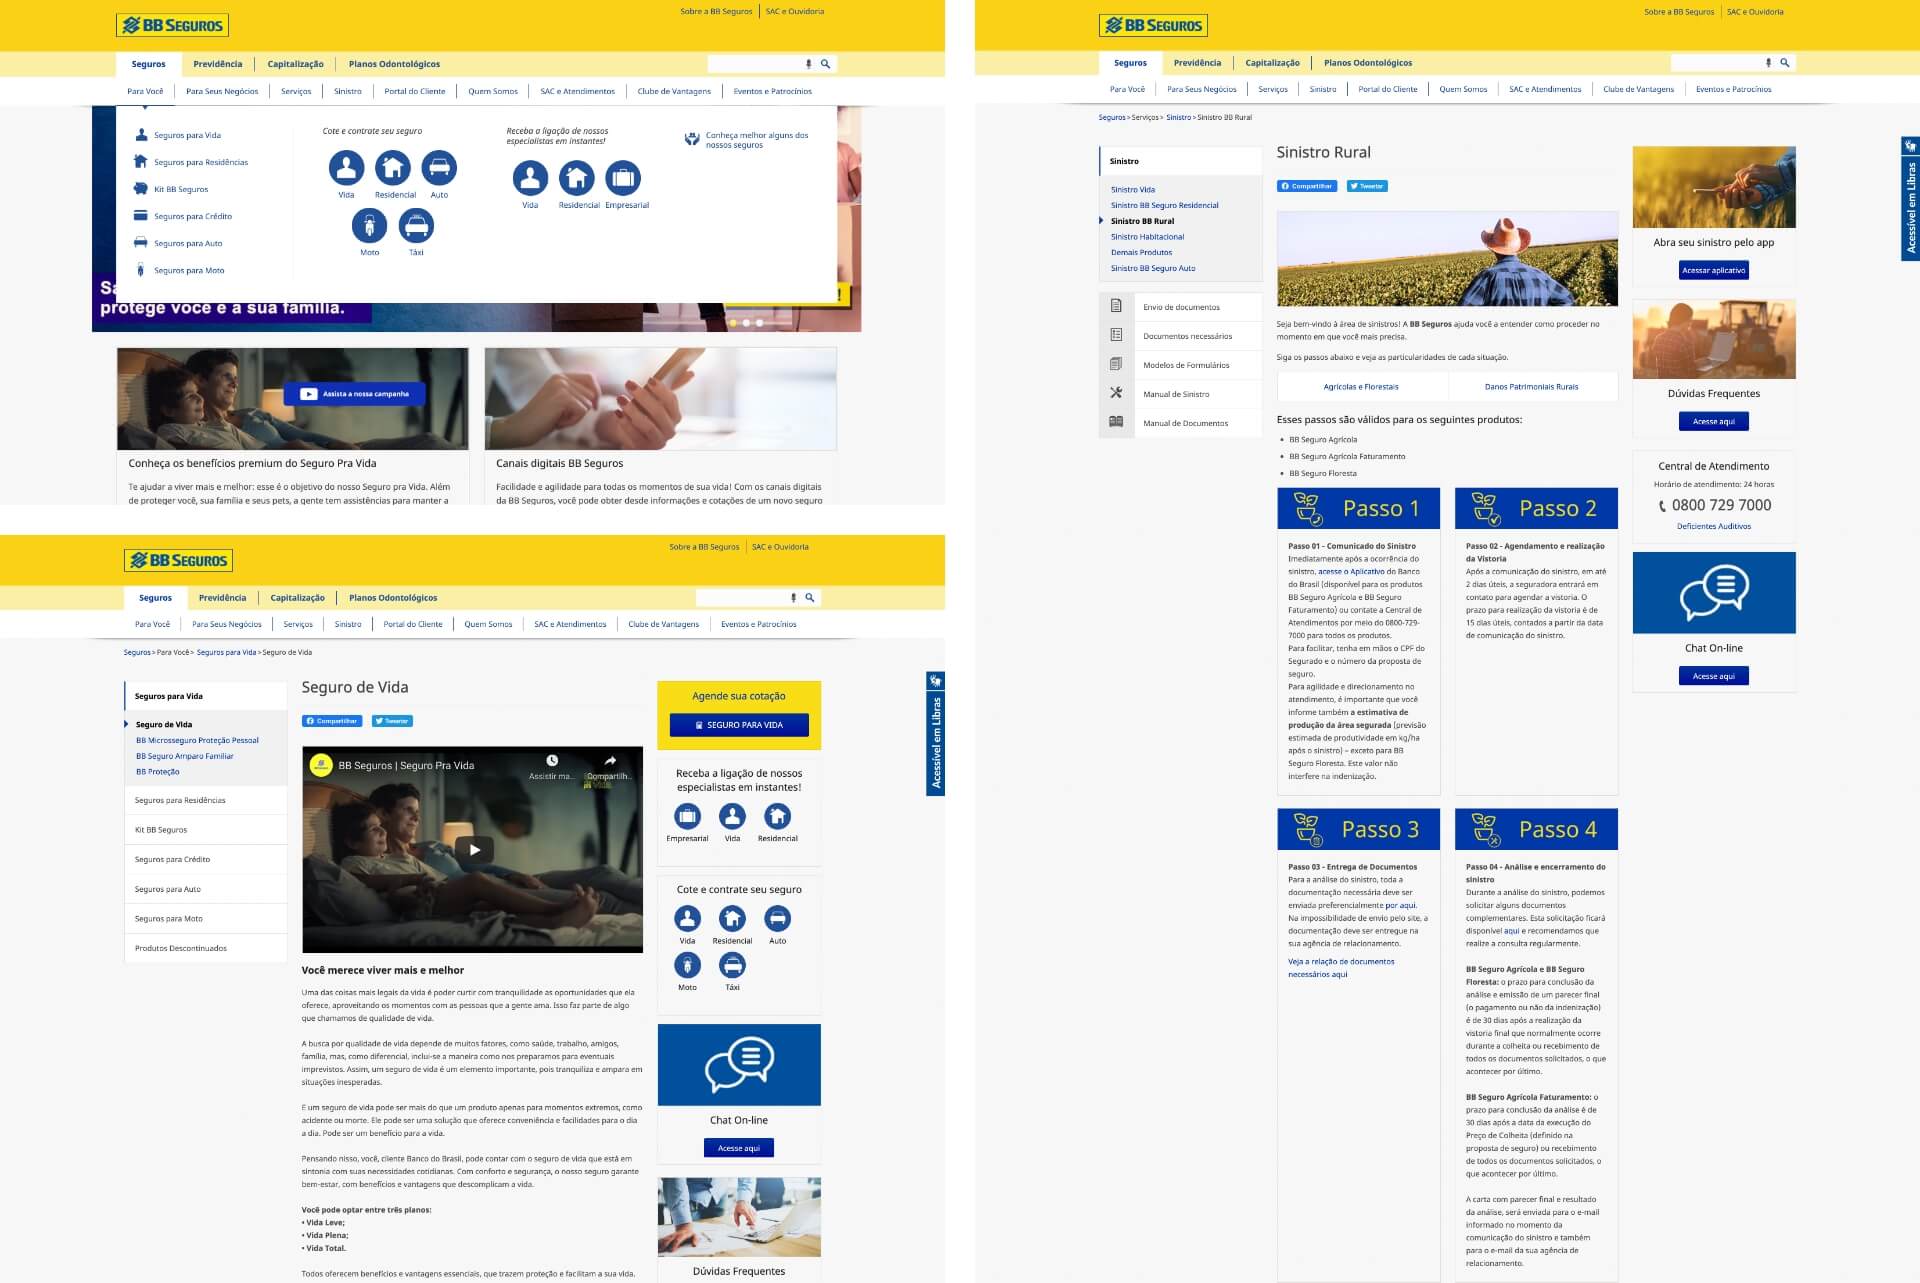 BB SEGUROS
Sobre a BB Seguros
SAC e Ouvidoria
Seguros
Previdência
Capitalização
Planos Odontológicos
Para Você
Para Seus Negócios
Serviços
Sinistro
Portal do Cliente
Quem Somos
SAC e Atendimentos
Clube de Vantagens
Eventos e Patrocínios
Seguros para Vida
Seguros para Residências
Kit BB Seguros
Seguros para Crédito
Seguros para Auto
Seguros para Moto
Cote e contrate seu seguro
Vida
Residencial
Auto
Moto
Táxi
Receba a ligação de nossos
especialistas em instantes!
Vida
Residencial
Empresarial
Conheça melhor alguns dos
nossos seguros
protege você e a sua família.
Assista a nossa campanha
Conheça os benefícios premium do Seguro Pra Vida
Te ajudar a viver mais e melhor: esse é o objetivo do nosso Seguro pra Vida. Além
de proteger você, sua família e seus pets, a gente tem assistências para manter a
Canais digitais BB Seguros
Facilidade e agilidade para todas os momentos de sua vida! Com os canais digitais
da BB Seguros, você pode obter desde informações e cotações de um novo seguro
BB SEGUROS
Sobre a BB Seguros
SAC e Ouvidoria
Seguros
Previdência
Capitalização
Planos Odontológicos
Para Você
Para Seus Negócios
Serviços
Sinistro
Portal do Cliente
Quem Somos
SAC e Atendimentos
Clube de Vantagens
Eventos e Patrocínios
Seguros > Para Você > Seguros para Vida > Seguro de Vida
Seguros para Vida
Seguro de Vida
BB Microsseguro Proteção Pessoal
BB Seguro Amparo Familiar
BB Proteção
Seguros para Residências
Kit BB Seguros
Seguros para Crédito
Seguros para Auto
Seguros para Moto
Produtos Descontinuados
Seguro de Vida
Compartilhar
Tweetar
BB Seguros | Seguro Pra Vida
Assistir ma...
Compartilh...
Você merece viver mais e melhor
Uma das coisas mais legais da vida é poder curtir com tranquilidade as oportunidades que ela
oferece, aproveitando os momentos com as pessoas que a gente ama. Isso faz parte de algo
que chamamos de qualidade de vida.
A busca por qualidade de vida depende de muitos fatores, como saúde, trabalho, amigos,
família, mas, como diferencial, inclui-se a maneira como nos preparamos para eventuais
imprevistos. Assim, um seguro de vida é um elemento importante, pois tranquiliza e ampara em
situações inesperadas.
E um seguro de vida pode ser mais do que um produto apenas para momentos extremos, como
acidente ou morte. Ele pode ser uma solução que oferece conveniência e facilidades para o dia
a dia. Pode ser um benefício para a vida.
Pensando nisso, você, cliente Banco do Brasil, pode contar com o seguro de vida que está em
sintonia com suas necessidades cotidianas. Com conforto e segurança, o nosso seguro garante
bem-estar, com benefícios e vantagens que descomplicam a vida.
Você pode optar entre três planos:
• Vida Leve;
• Vida Plena;
• Vida Total.
Todos oferecem benefícios e vantagens essenciais, que trazem proteção e facilitam a sua vida.
Agende sua cotação
SEGURO PARA VIDA
Receba a ligação de nossos
especialistas em instantes!
Empresarial
Vida
Residencial
Cote e contrate seu seguro
Vida
Residencial
Auto
Moto
Táxi
Chat On-line
Acesse aqui
Dúvidas Frequentes
Acessível em Libras
BB SEGUROS
Sobre a BB Seguros
SAC e Ouvidoria
Seguros
Previdência
Capitalização
Planos Odontológicos
Para Você
Para Seus Negócios
Serviços
Sinistro
Portal do Cliente
Quem Somos
SAC e Atendimentos
Clube de Vantagens
Eventos e Patrocínios
Seguros > Serviços > Sinistro > Sinistro BB Rural
Sinistro
Sinistro Vida
Sinistro BB Seguro Residencial
Sinistro BB Rural
Sinistro Habitacional
Demais Produtos
Sinistro BB Seguro Auto
Envio de documentos
Documentos necessários
Modelos de Formulários
Manual de Sinistro
Manual de Documentos
Sinistro Rural
Compartilhar
Tweetar
Seja bem-vindo à área de sinistros! A BB Seguros ajuda você a entender como proceder no
momento em que você mais precisa.
Siga os passos abaixo e veja as particularidades de cada situação.
Agrícolas e Florestais
Danos Patrimoniais Rurais
Esses passos são válidos para os seguintes produtos:
• BB Seguro Agrícola
• BB Seguro Agrícola Faturamento
• BB Seguro Floresta
Passo 1
Passo 01 - Comunicado do Sinistro
Imediatamente após a ocorrência do
sinistro, acesse o Aplicativo do Banco
do Brasil (disponível para os produtos
BB Seguro Agrícola e BB Seguro
Faturamento) ou contate a Central de
Atendimentos por meio do 0800-729-
7000 para todos os produtos.
Para facilitar, tenha em mãos o CPF do
Segurado e o número da proposta de
seguro.
Para agilidade e direcionamento no
atendimento, é importante que você
informe também a estimativa de
produção da área segurada (previsão
estimada de produtividade em kg/ha
após o sinistro) – exceto para BB
Seguro Floresta. Este valor não
interfere na indenização.
Passo 2
Passo 02 - Agendamento e realização
da Vistoria
Após a comunicação do sinistro, em até
2 dias úteis, a seguradora entrará em
contato para agendar a vistoria. O
prazo para realização da vistoria é de
15 dias úteis, contados a partir da data
de comunicação do sinistro.
Passo 3
Passo 03 - Entrega de Documentos
Para a análise do sinistro, toda a
documentação necessária deve ser
enviada preferencialmente por aqui.
Na impossibilidade de envio pelo site, a
documentação deve ser entregue na
sua agência de relacionamento.
Veja a relação de documentos
necessários aqui
Passo 4
Passo 04 - Análise e encerramento do
sinistro
Durante a análise do sinistro, podemos
solicitar alguns documentos
complementares. Esta solicitação ficará
disponível aqui e recomendamos que
realize a consulta regularmente.
BB Seguro Agrícola e BB Seguro
Floresta: o prazo para conclusão da
análise e emissão de um parecer final
(o pagamento ou não da indenização)
é de 30 dias após a realização da
vistoria final que normalmente ocorre
durante a colheita ou recebimento de
todos os documentos solicitados, o que
acontecer por último.
BB Seguro Agrícola Faturamento: o
prazo para conclusão da análise é de
30 dias após a data da execução do
Preço de Colheita (definido na
proposta de seguro) ou recebimento
de todos os documentos solicitados, o
que acontecer por último.
A carta com parecer final e resultado
da análise, será enviada para o e-mail
informado no momento da
comunicação do sinistro e também
para o e-mail da sua agência de
relacionamento.
Abra seu sinistro pelo app
Acessar aplicativo
Dúvidas Frequentes
Acesse aqui
Central de Atendimento
Horário de atendimento: 24 horas
0800 729 7000
Deficientes Auditivos
Chat On-line
Acesse aqui
Acessível em Libras